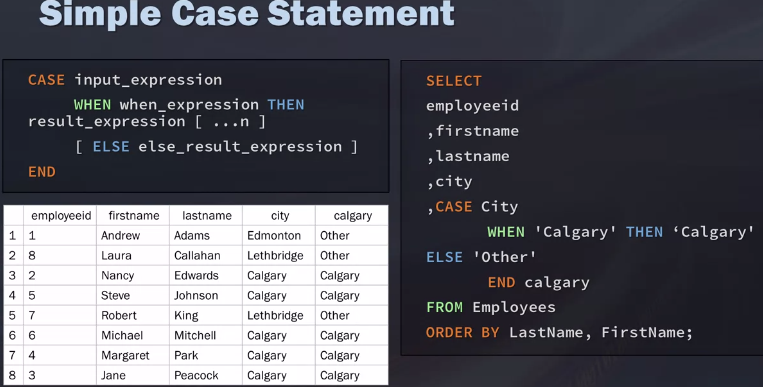 Simple Case Statement
CASE input_expression
WHEN when_expression THEN
result_expression [ ...n ]
[ ELSE else_result_expression ]
END
employeeid firstname lastname city calgary
1 1 Andrew Adams Edmonton Other
2 8 Laura Callahan Lethbridge Other
3 2 Nancy Edwards Calgary Calgary
4 5 Steve Johnson Calgary Calgary
5 7 Robert King Lethbridge Other
6 6 Michael Mitchell Calgary Calgary
7 4 Margaret Park Calgary Calgary
8 3 Jane Peacock Calgary Calgary
SELECT
employeeid
,firstname
,lastname
,city
,CASE City
WHEN 'Calgary' THEN ‘Calgary'
ELSE 'Other'
END calgary
FROM Employees
ORDER BY LastName, FirstName;